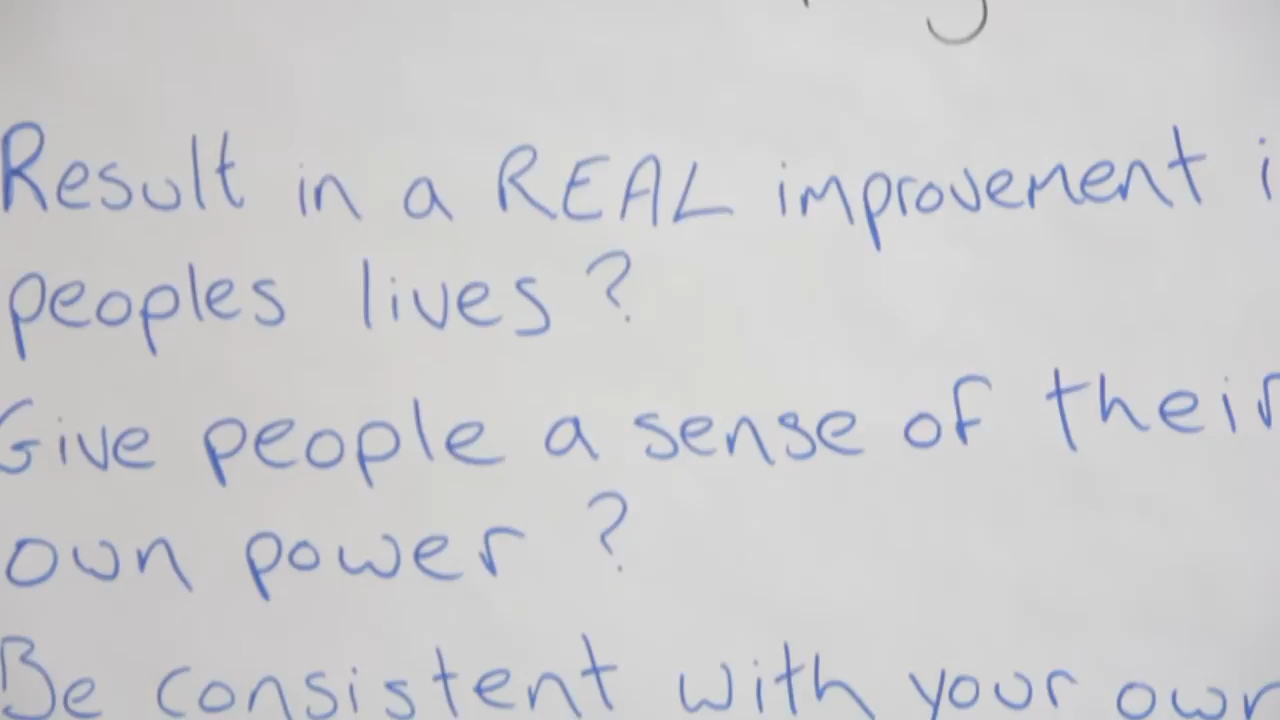 Result in a REAL improvement i
peoples lives?
Give people a sense of their
own power?
Be consistent with your own